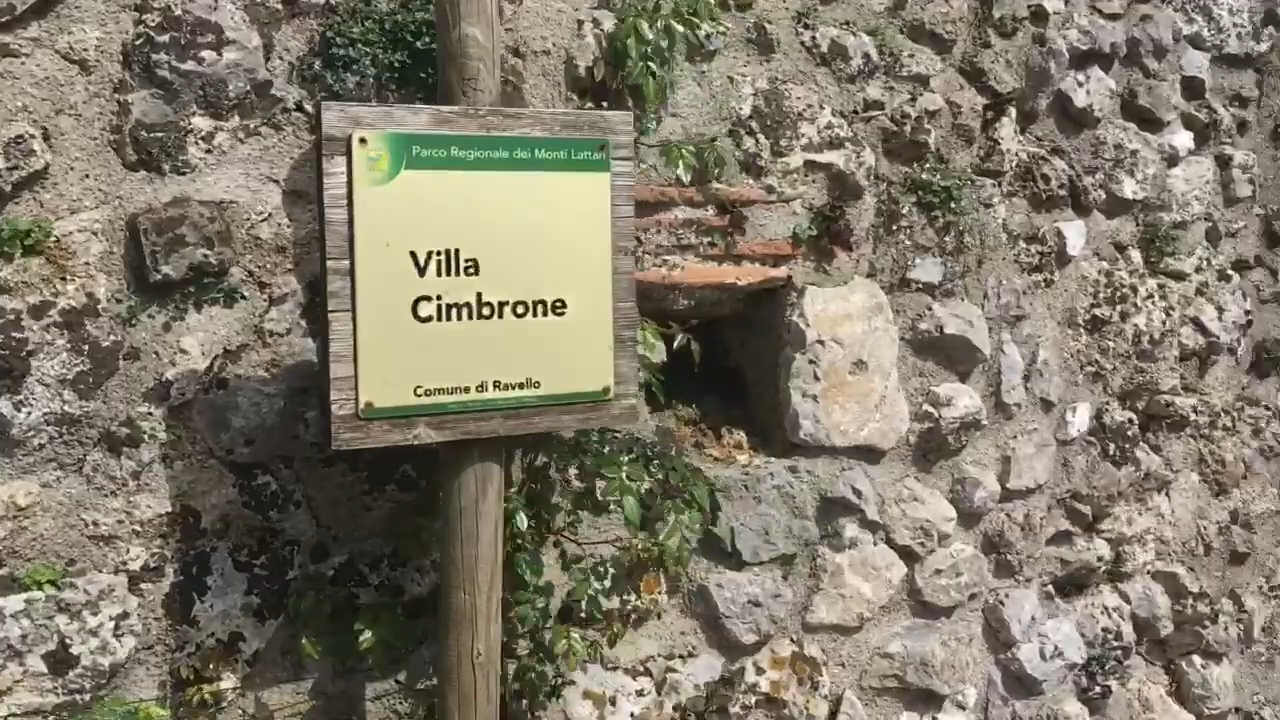 Parco Regionale dei Monti Lattari
Villa
Cimbrone
Comune di Ravello